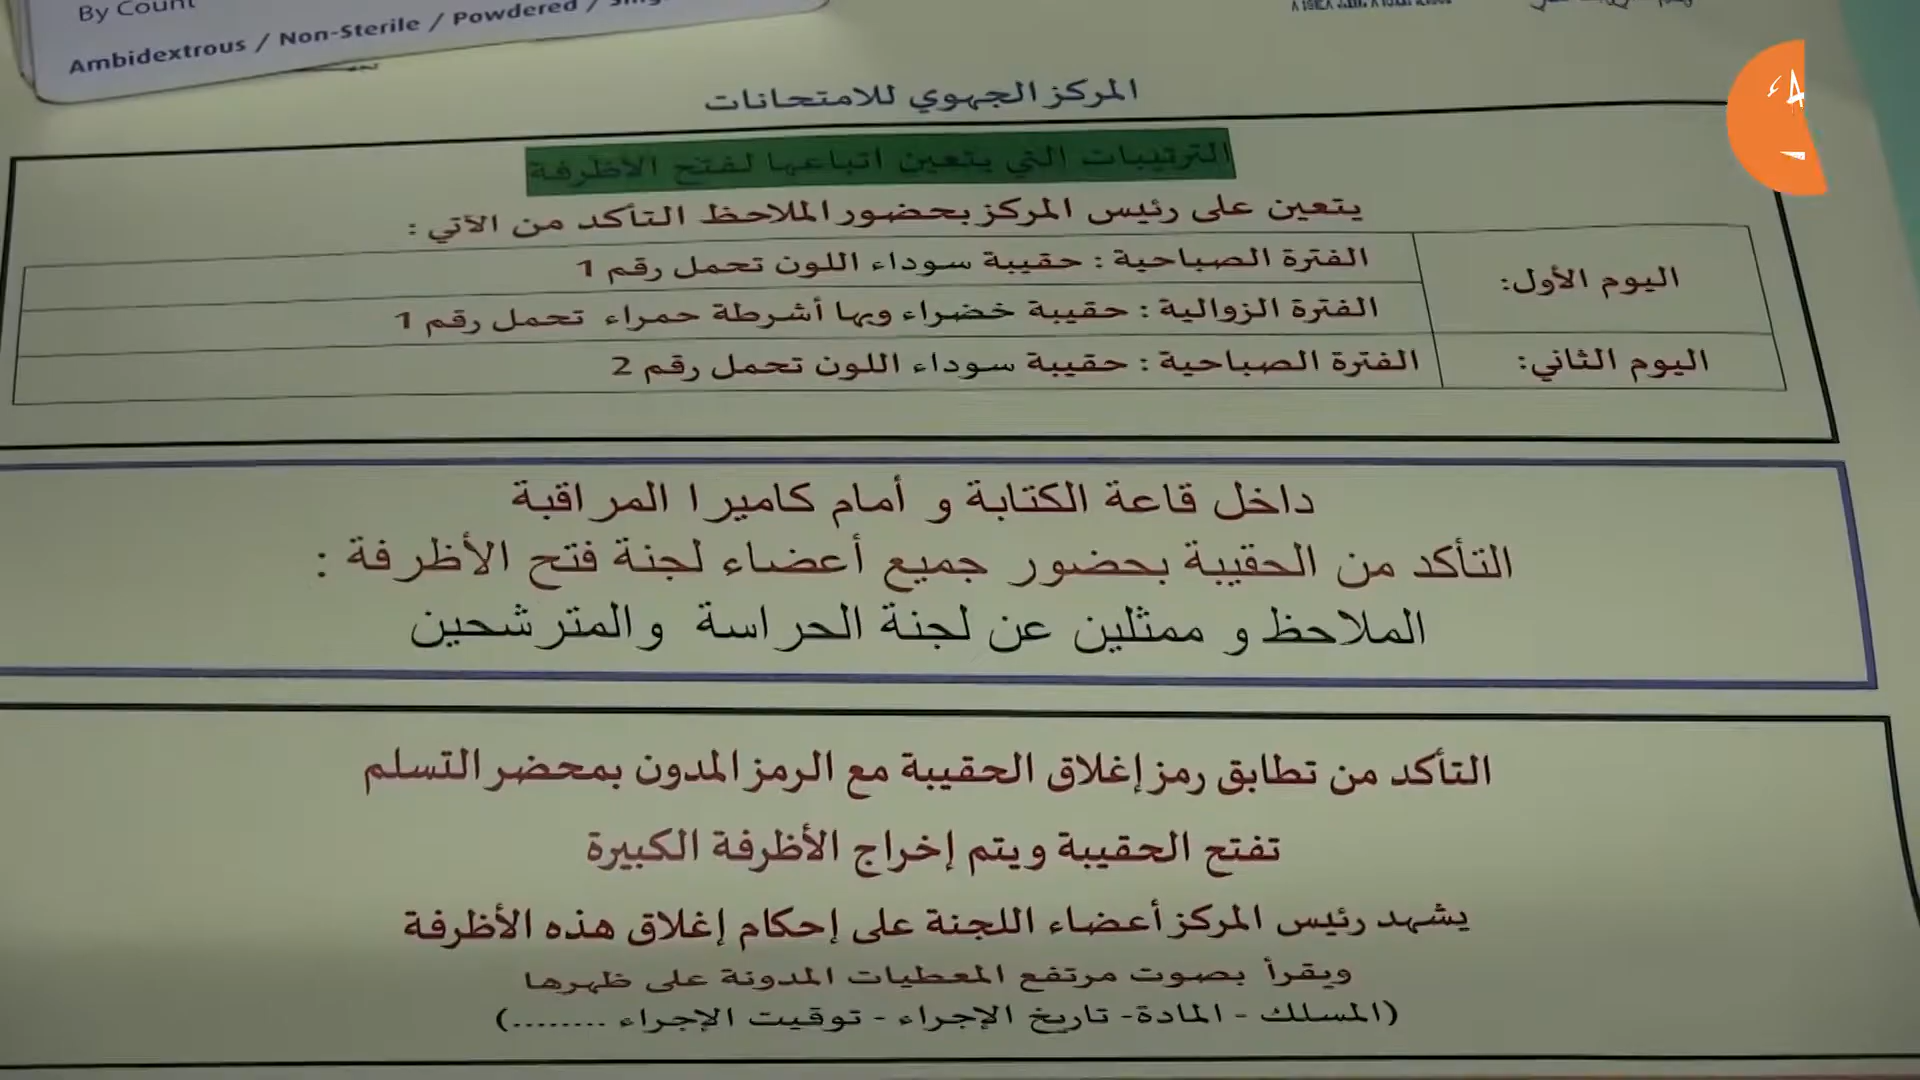 By Count
Ambidextrous / Non-Sterile / Powdered /
المركز الجهوي للامتحانات
الترتيبات التي يتعين اتباعها لفتح الأظرفة
يتعين على رئيس المركز بحضور الملاحظ التأكد من الآتي :
اليوم الأول:
الفترة الصباحية : حقيبة سوداء اللون تحمل رقم 1
الفترة الزوالية : حقيبة خضراء وبها أشرطة حمراء تحمل رقم 1
اليوم الثاني:
الفترة الصباحية : حقيبة سوداء اللون تحمل رقم 2
داخل قاعة الكتابة و أمام كاميرا المراقبة
التأكد من الحقيبة بحضور جميع أعضاء لجنة فتح الأظرفة :
الملاحظ و ممثلين عن لجنة الحراسة والمترشحين
التأكد من تطابق رمز إغلاق الحقيبة مع الرمز المدون بمحضر التسلم
تفتح الحقيبة ويتم إخراج الأظرفة الكبيرة
يشهد رئيس المركز أعضاء اللجنة على إحكام إغلاق هذه الأظرفة
ويقرأ بصوت مرتفع المعطيات المدونة على ظهرها
(المسلك - المادة- تاريخ الإجراء - توقيت الإجراء ........)